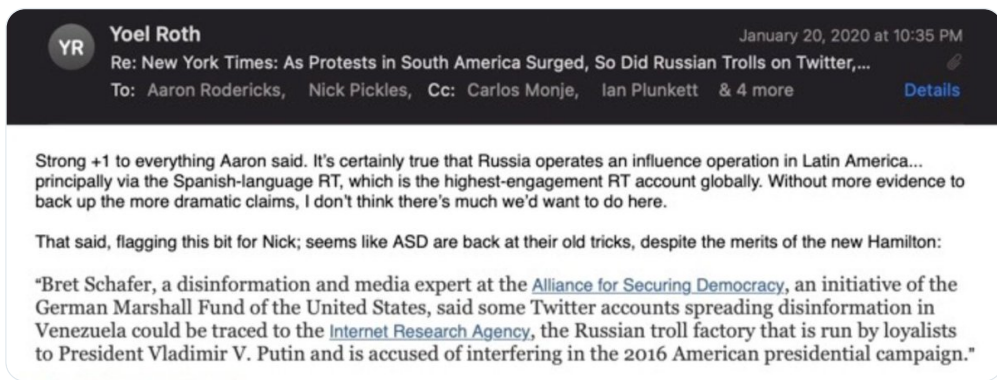 YR
Yoel Roth
January 20, 2020 at 10:35 PM
Re: New York Times: As Protests in South America Surged, So Did Russian Trolls on Twitter,...
To: Aaron Rodericks, Nick Pickles, Cc: Carlos Monje, Ian Plunkett & 4 more
Details
Strong +1 to everything Aaron said. It's certainly true that Russia operates an influence operation in Latin America...
principally via the Spanish-language RT, which is the highest-engagement RT account globally. Without more evidence to
back up the more dramatic claims, I don't think there's much we'd want to do here.
That said, flagging this bit for Nick; seems like ASD are back at their old tricks, despite the merits of the new Hamilton:
"Bret Schafer, a disinformation and media expert at the Alliance for Securing Democracy, an initiative of the
German Marshall Fund of the United States, said some Twitter accounts spreading disinformation in
Venezuela could be traced to the Internet Research Agency, the Russian troll factory that is run by loyalists
to President Vladimir V. Putin and is accused of interfering in the 2016 American presidential campaign."